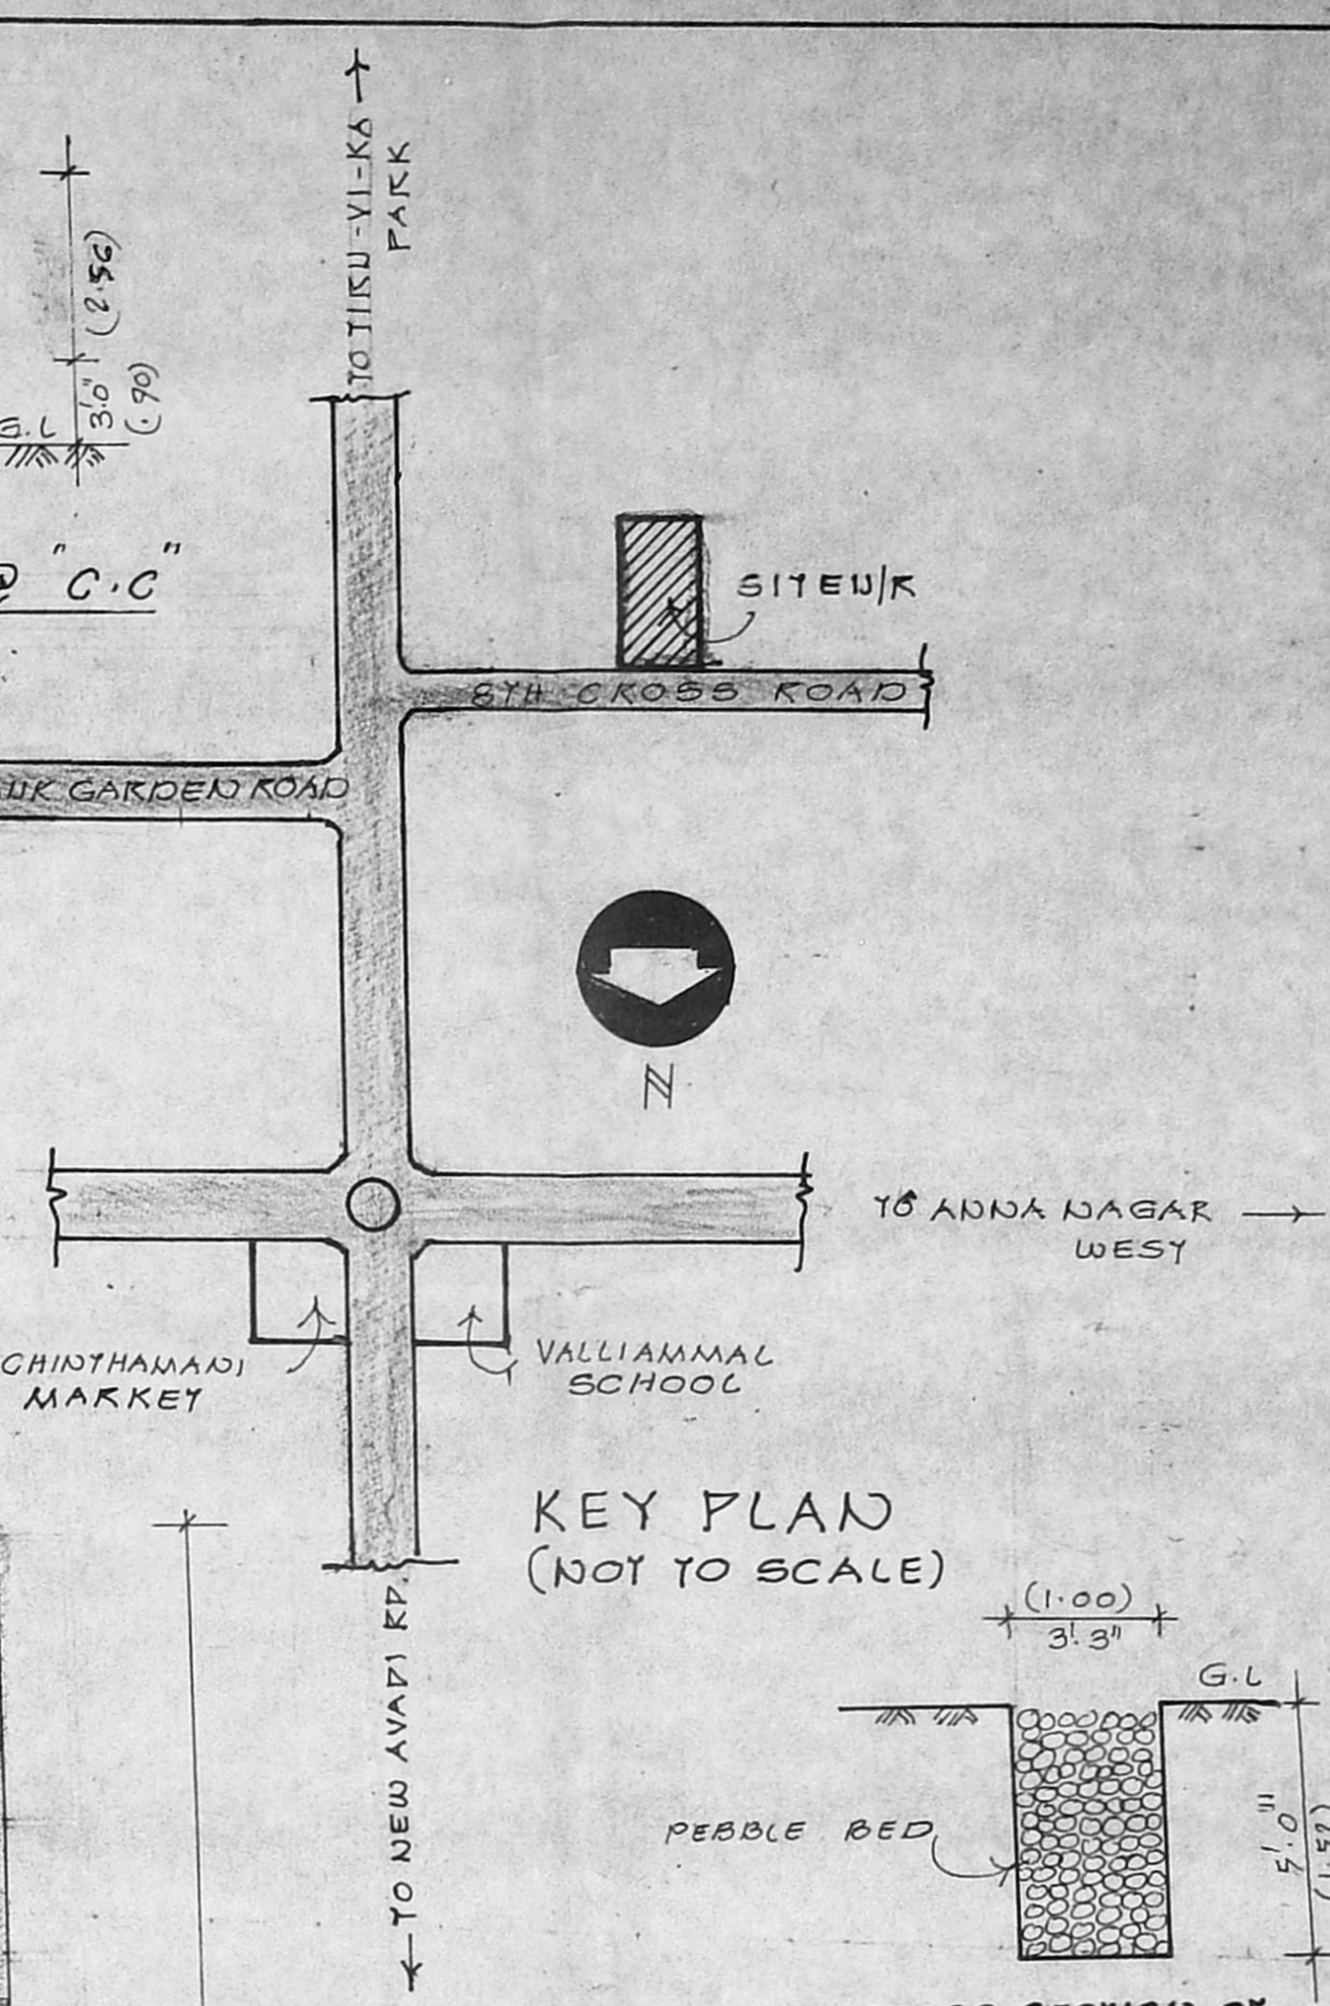 TO TIRU-VI-KA
PARK
(2.56)
3'.0"
(.90)
G.L
@ "C.C"
SITE U/R
8TH CROSS ROAD
GARDEN ROAD
N
TO ANNA NAGAR
WEST
CHINTHAMANI
MARKET
VALLIAMMAL
SCHOOL
KEY PLAN
(NOT TO SCALE)
TO NEW AVADI RD.
(1.00)
3'.3"
G.L
PEBBLE BED
5'.0"